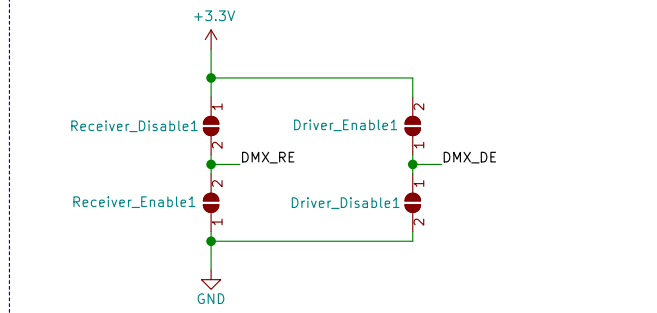 +3.3V
1
2
Receiver_Disable1
Driver_Enable1
2
1
DMX_RE
DMX_DE
2
1
Receiver_Enable1
Driver_Disable1
1
2
GND